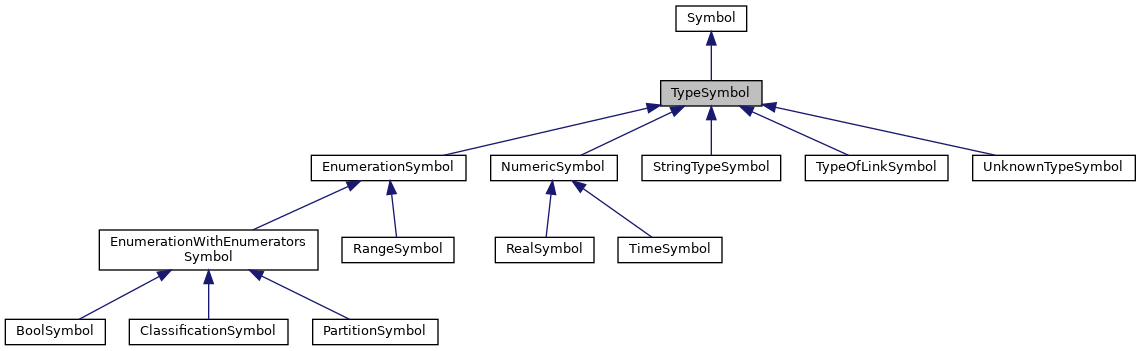 Symbol
TypeSymbol
EnumerationSymbol
NumericSymbol
StringTypeSymbol
TypeOfLinkSymbol
UnknownTypeSymbol
EnumerationWithEnumerators
Symbol
RangeSymbol
RealSymbol
TimeSymbol
BoolSymbol
ClassificationSymbol
PartitionSymbol